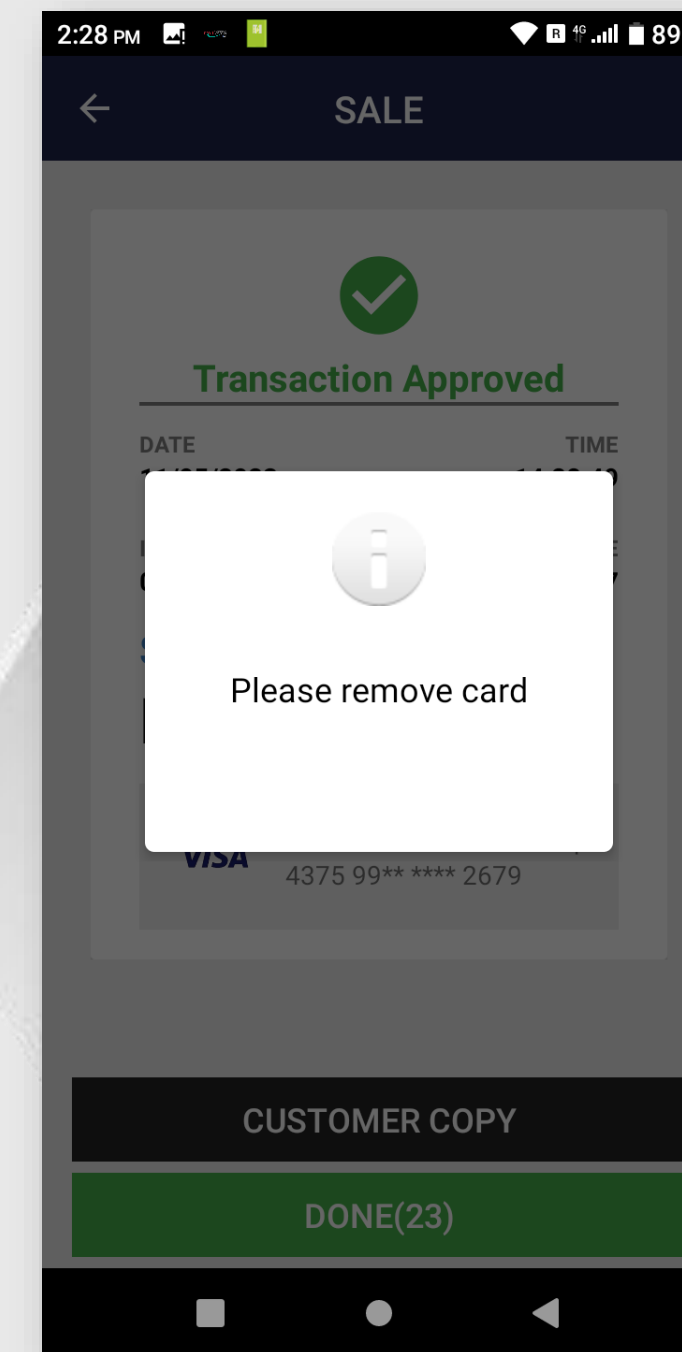 2:28 PM R 4G 89
SALE
Transaction Approved
DATE TIME
Please remove card
VISA
4375 99** **** 2679
CUSTOMER COPY
DONE(23)